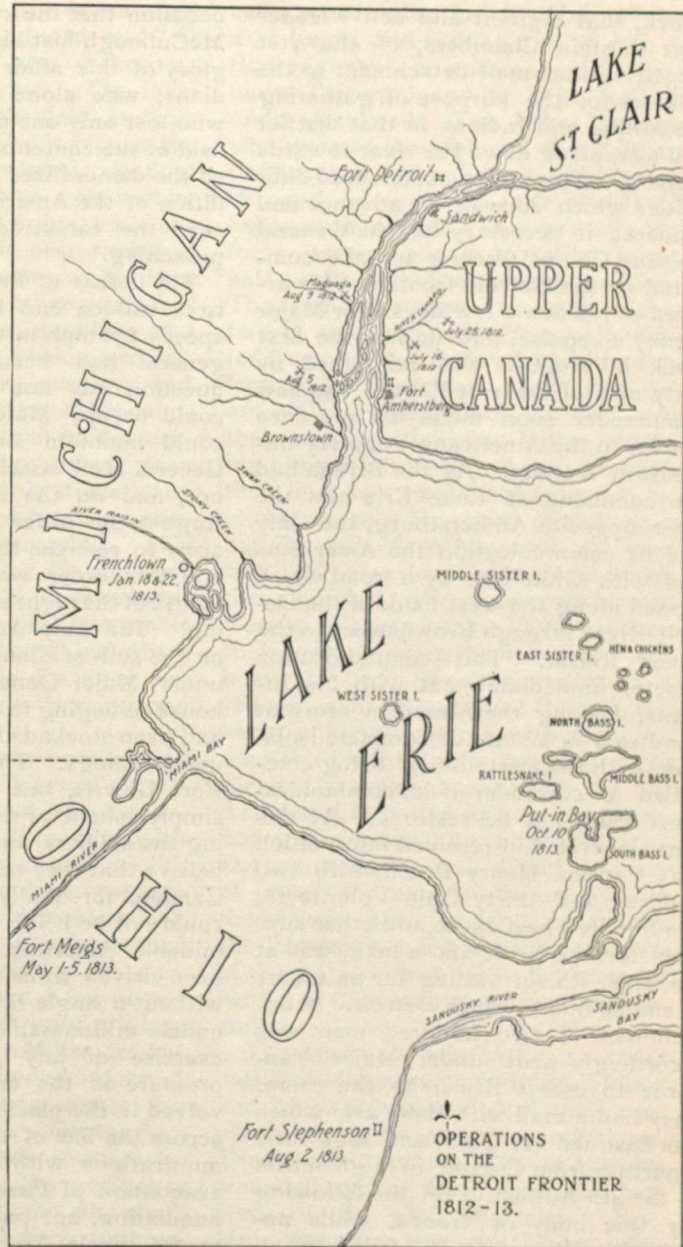 LAKE
ST CLAIR
Fort Detroit
Sandwich
MICHIGAN
UPPER
CANADA
Maguaga
Aug 9 1812
RIVER CANARD
July 25. 1812.
July 16.
1812
Aug 5
1812
Fort
Amherstburg
Brownstown
SWAN CREEK
STONY CREEK
RIVER RAISIN
Frenchtown
Jan 18 & 22.
1813.
MIDDLE SISTER I.
EAST SISTER I.
HEN & CHICKENS
LAKE
ERIE
WEST SISTER I.
NORTH BASS I.
RATTLESNAKE I
MIDDLE BASS I.
Put-in Bay
Oct 10
1813.
SOUTH BASS I.
MIAMI BAY
OHIO
MIAMI RIVER
Fort Meigs
May 1-5. 1813.
SANDUSKY RIVER
SANDUSKY
BAY
Fort Stephenson
Aug. 2. 1813.
OPERATIONS
ON THE
DETROIT FRONTIER
1812-13.